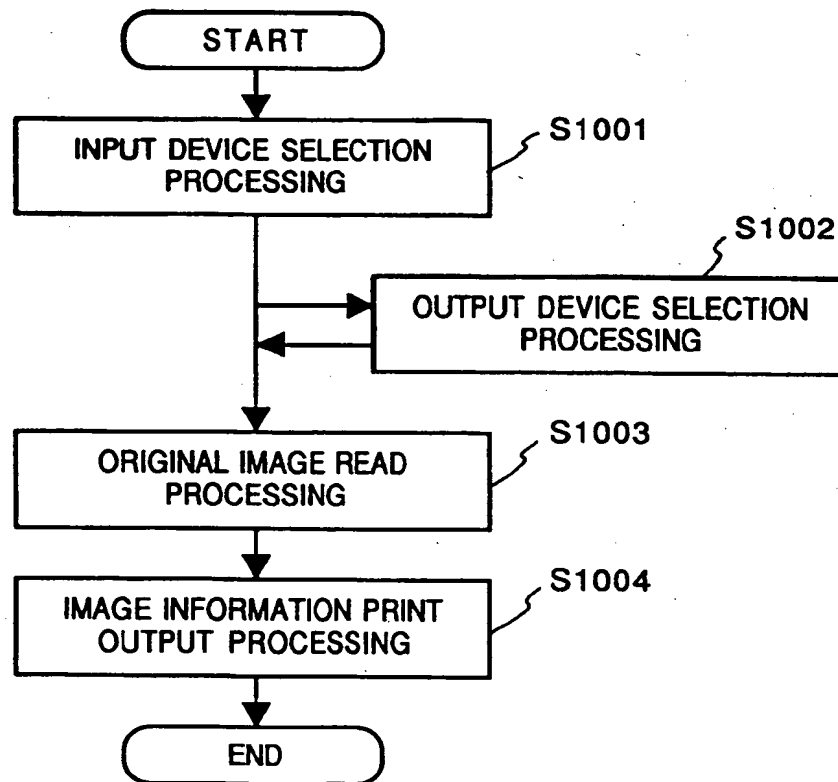 START
INPUT DEVICE SELECTION
PROCESSING
S1001
S1002
OUTPUT DEVICE SELECTION
PROCESSING
S1003
ORIGINAL IMAGE READ
PROCESSING
S1004
IMAGE INFORMATION PRINT
OUTPUT PROCESSING
END